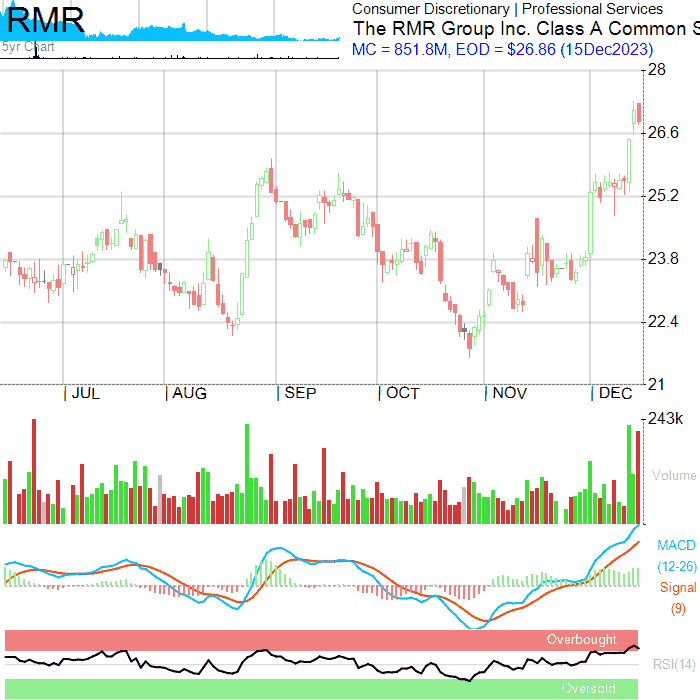 RMR
5yr Chart
Consumer Discretionary | Professional Services
The RMR Group Inc. Class A Common S
MC = 851.8M, EOD = $26.86 (15Dec2023)
28
26.6
25.2
23.8
22.4
21
JUL AUG SEP OCT NOV DEC
243k
Volume
MACD
(12-26)
Signal
(9)
Overbought
RSI(14)
Oversold